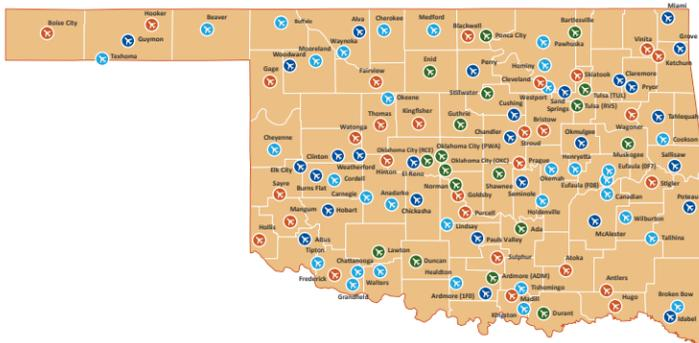 Miami
Hooker
Beaver
Buffalo
Alva
Cherokee
Medford
Bartlesville
Boise City
Blackwell
Ponca City
Vinita
Grove
Guymon
Waynoka
Pawhuska
Mooreland
Woodward
Texhoma
Ketchum
Enid
Perry
Hominy
Gage
Fairview
Cleveland
Skiatook
Claremore
Pryor
Stillwater
Westport
Sand
Springs
Tulsa (TUL)
Okeene
Cushing
Tulsa (RVS)
Thomas
Kingfisher
Guthrie
Bristow
Wagoner
Tahlequah
Watonga
Chandler
Stroud
Okmulgee
Cheyenne
Oklahoma City (RCE)
Oklahoma City (PWA)
Muskogee
Cookson
Clinton
Weatherford
Hinton
El Reno
Oklahoma City (OKC)
Prague
Henryetta
Eufaula (0F7)
Sallisaw
Elk City
Cordell
Okemah
Burns Flat
Sayre
Norman
Shawnee
Eufaula (F08)
Stigler
Carnegie
Anadarko
Goldsby
Seminole
Canadian
Poteau
Mangum
Hobart
Chickasha
Purcell
Holdenville
Wilburton
Hollis
Lindsay
Ada
McAlester
Altus
Pauls Valley
Talihina
Tipton
Lawton
Chattanooga
Duncan
Sulphur
Atoka
Frederick
Walters
Healdton
Ardmore (ADM)
Tishomingo
Antlers
Grandfield
Ardmore (1F0)
Madill
Hugo
Broken Bow
Kingston
Durant
Idabel